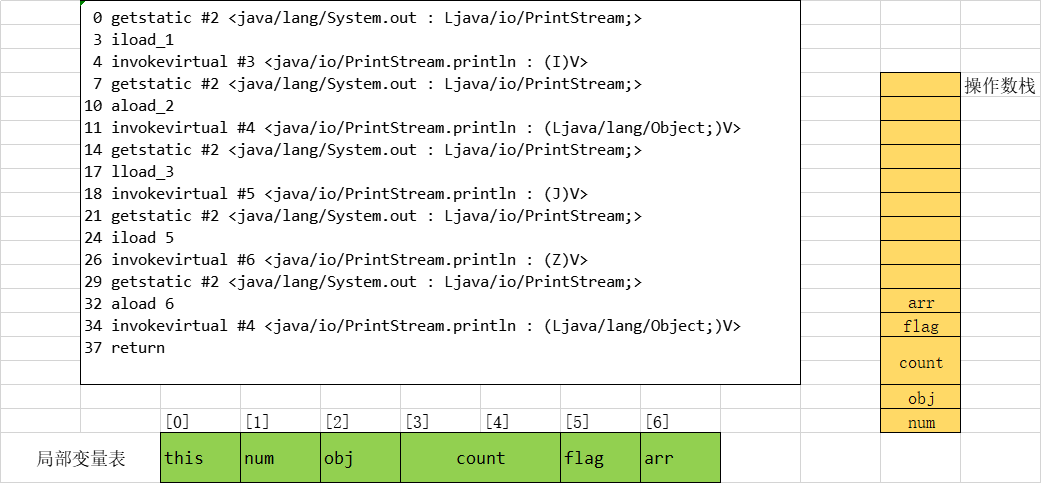 0 getstatic #2 <java/lang/System.out : Ljava/io/PrintStream;>
3 iload_1
4 invokevirtual #3 <java/io/PrintStream.println : (I)V>
7 getstatic #2 <java/lang/System.out : Ljava/io/PrintStream;>
10 aload_2
11 invokevirtual #4 <java/io/PrintStream.println : (Ljava/lang/Object;)V>
14 getstatic #2 <java/lang/System.out : Ljava/io/PrintStream;>
17 lload_3
18 invokevirtual #5 <java/io/PrintStream.println : (J)V>
21 getstatic #2 <java/lang/System.out : Ljava/io/PrintStream;>
24 iload 5
26 invokevirtual #6 <java/io/PrintStream.println : (Z)V>
29 getstatic #2 <java/lang/System.out : Ljava/io/PrintStream;>
32 aload 6
34 invokevirtual #4 <java/io/PrintStream.println : (Ljava/lang/Object;)V>
37 return
操作数栈
arr
flag
count
obj
num
[0] [1] [2] [3] [4] [5] [6]
局部变量表 this num obj count flag arr